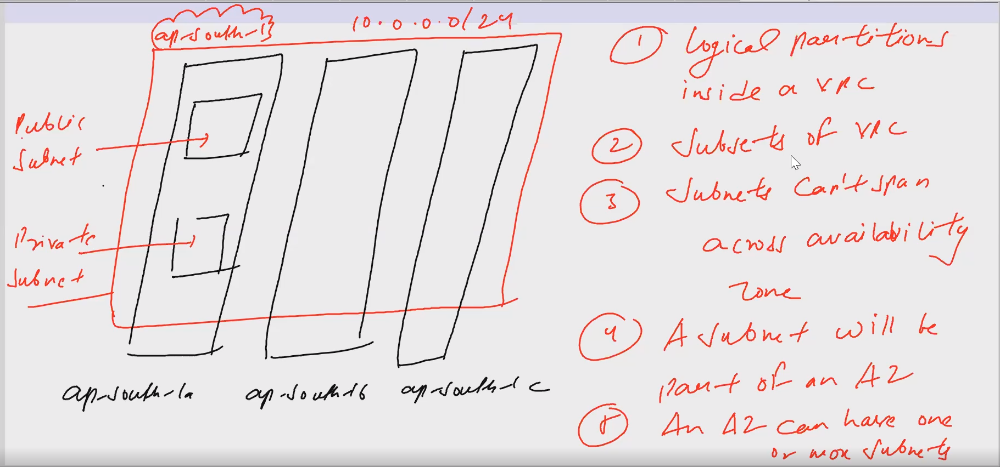 ap-south-1
10.0.0.0/24
Public
Subnet
Private
Subnet
ap-south-1a
ap-south-1b
ap-south-1c
1 Logical partitions
inside a VPC
2 Subsets of VPC
3 Subnets can't span
across availability
zone
4 A subnet will be
part of an AZ
5 An AZ can have one
or more subnets